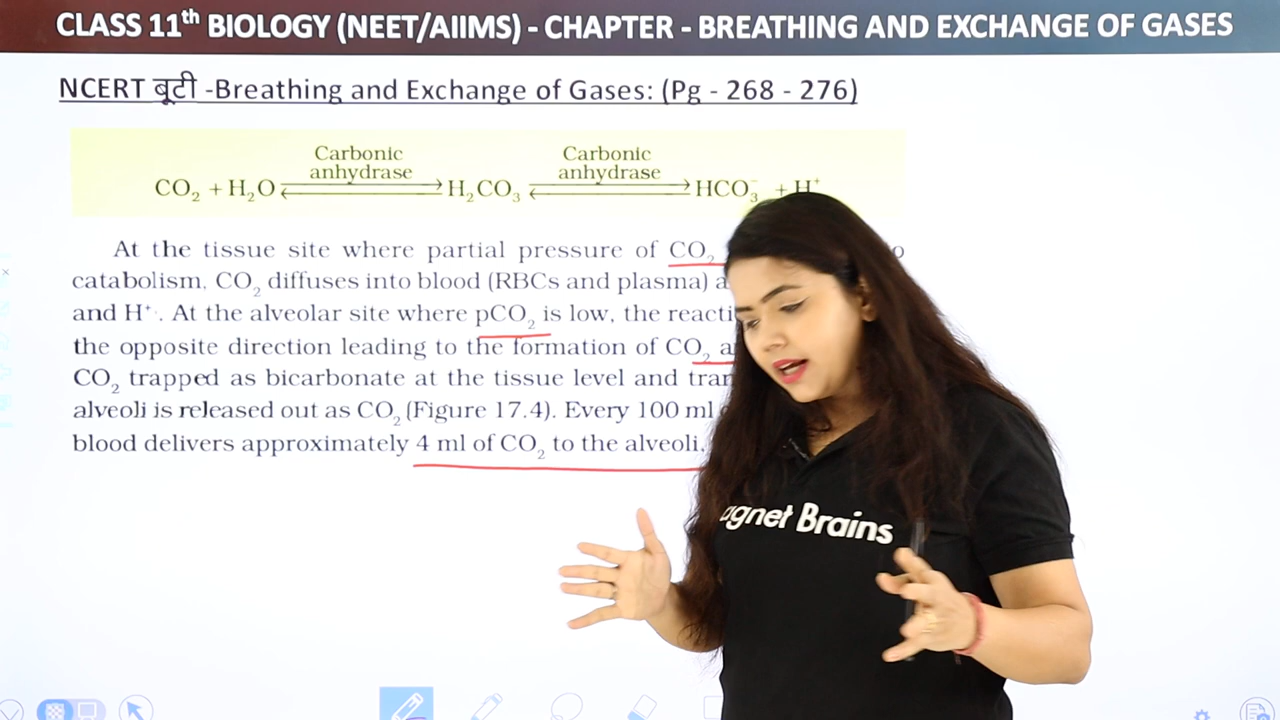 CLASS 11th BIOLOGY (NEET/AIIMS) - CHAPTER - BREATHING AND EXCHANGE OF GASES
NCERT बूटी -Breathing and Exchange of Gases: (Pg - 268 - 276)
Carbonic anhydrase Carbonic anhydrase
CO₂ + H₂O ⇌ H₂CO₃ ⇌ HCO₃⁻ + H⁺
At the tissue site where partial pressure of CO₂
catabolism, CO₂ diffuses into blood (RBCs and plasma)
and H⁺. At the alveolar site where pCO₂ is low, the
the opposite direction leading to the formation of CO₂
CO₂ trapped as bicarbonate at the tissue level and
alveoli is released out as CO₂ (Figure 17.4). Every 100 ml
blood delivers approximately 4 ml of CO₂ to the alveoli.
agnet Brains